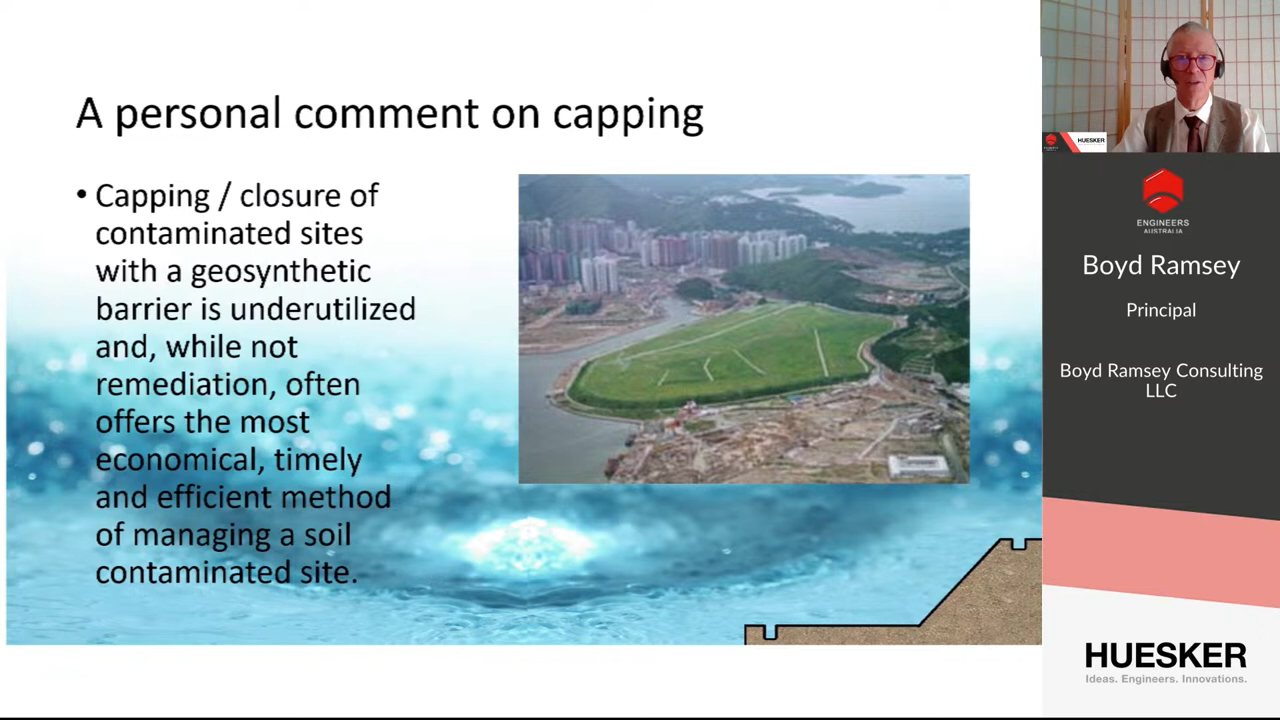 A personal comment on capping
• Capping / closure of
contaminated sites
with a geosynthetic
barrier is underutilized
and, while not
remediation, often
offers the most
economical, timely
and efficient method
of managing a soil
contaminated site.
HUESKER
ENGINEERS
AUSTRALIA
Boyd Ramsey
Principal
Boyd Ramsey Consulting
LLC
HUESKER
Ideas. Engineers. Innovations.